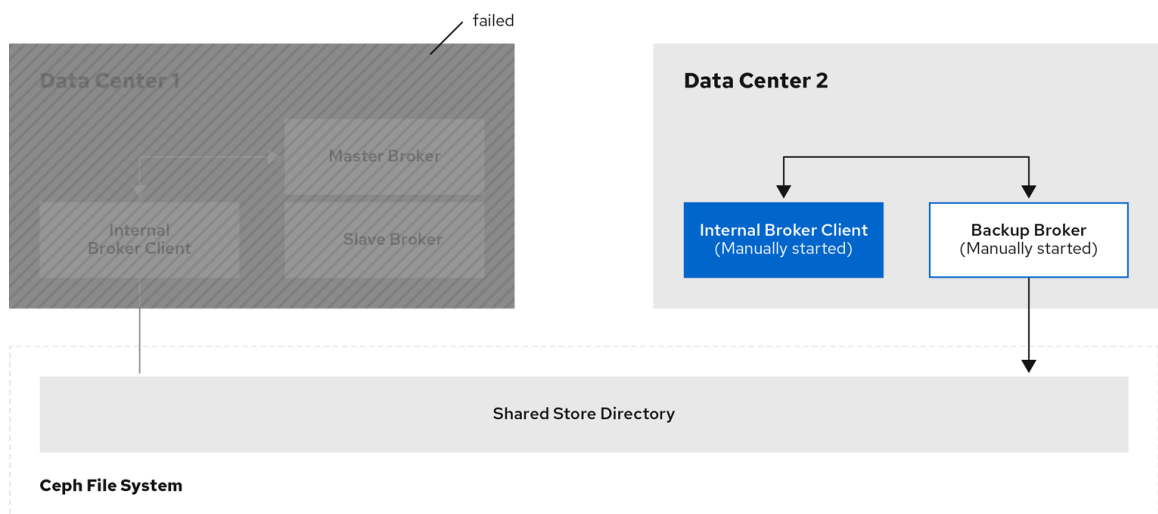 failed
Data Center 1
Data Center 2
Master Broker
Internal
Broker Client
Slave Broker
Internal Broker Client
(Manually started)
Backup Broker
(Manually started)
Shared Store Directory
Ceph File System